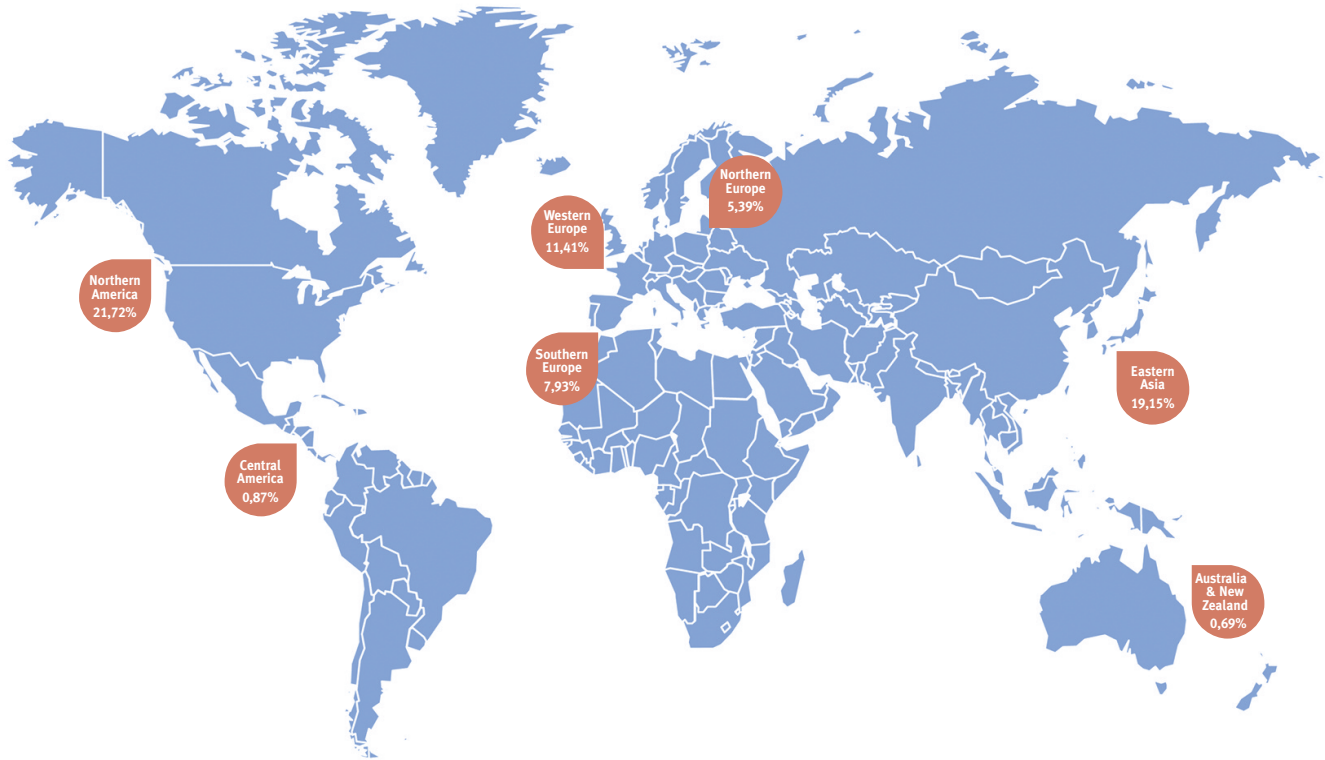 Northern
Europe
5,39%
Western
Europe
11,41%
Northern
America
21,72%
Southern
Europe
7,93%
Eastern
Asia
19,15%
Central
America
0,87%
Australia
& New
Zealand
0,69%